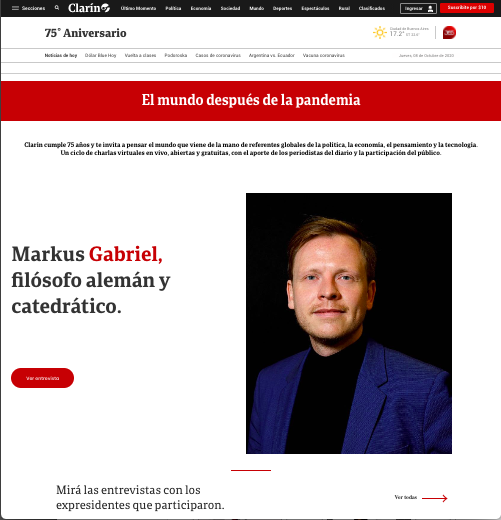 Secciones Clarín Último Momento Política Economía Sociedad Mundo Deportes Espectáculos Rural Clasificados Ingresar Suscribite por $10
75° Aniversario
Ciudad de Buenos Aires
17.2°
Noticias de hoy Dólar Blue Hoy Vuelta a clases Padoroska Casos de coronavirus Argentina vs. Ecuador Vacuna coronavirus Jueves, 08 de Octubre de 2020
El mundo después de la pandemia
Clarín cumple 75 años y te invita a pensar el mundo que viene de la mano de referentes globales de la política, la economía, el pensamiento y la tecnología.
Un ciclo de charlas virtuales en vivo, abiertas y gratuitas, con el aporte de los periodistas del diario y la participación del público.
Markus Gabriel,
filósofo alemán y
catedrático.
Ver entrevista
Mirá las entrevistas con los
expresidentes que participaron.
Ver todas